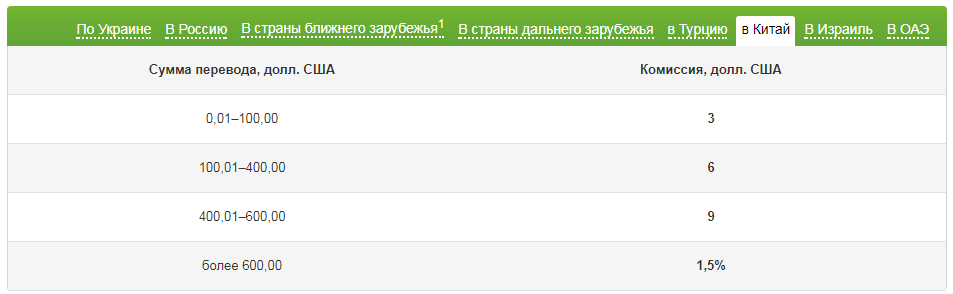 По Украине В Россию В страны ближнего зарубежья1 В страны дальнего зарубежья в Турцию в Китай В Израиль В ОАЭ
Сумма перевода, долл. США Комиссия, долл. США
0,01–100,00 3
100,01–400,00 6
400,01–600,00 9
более 600,00 1,5%